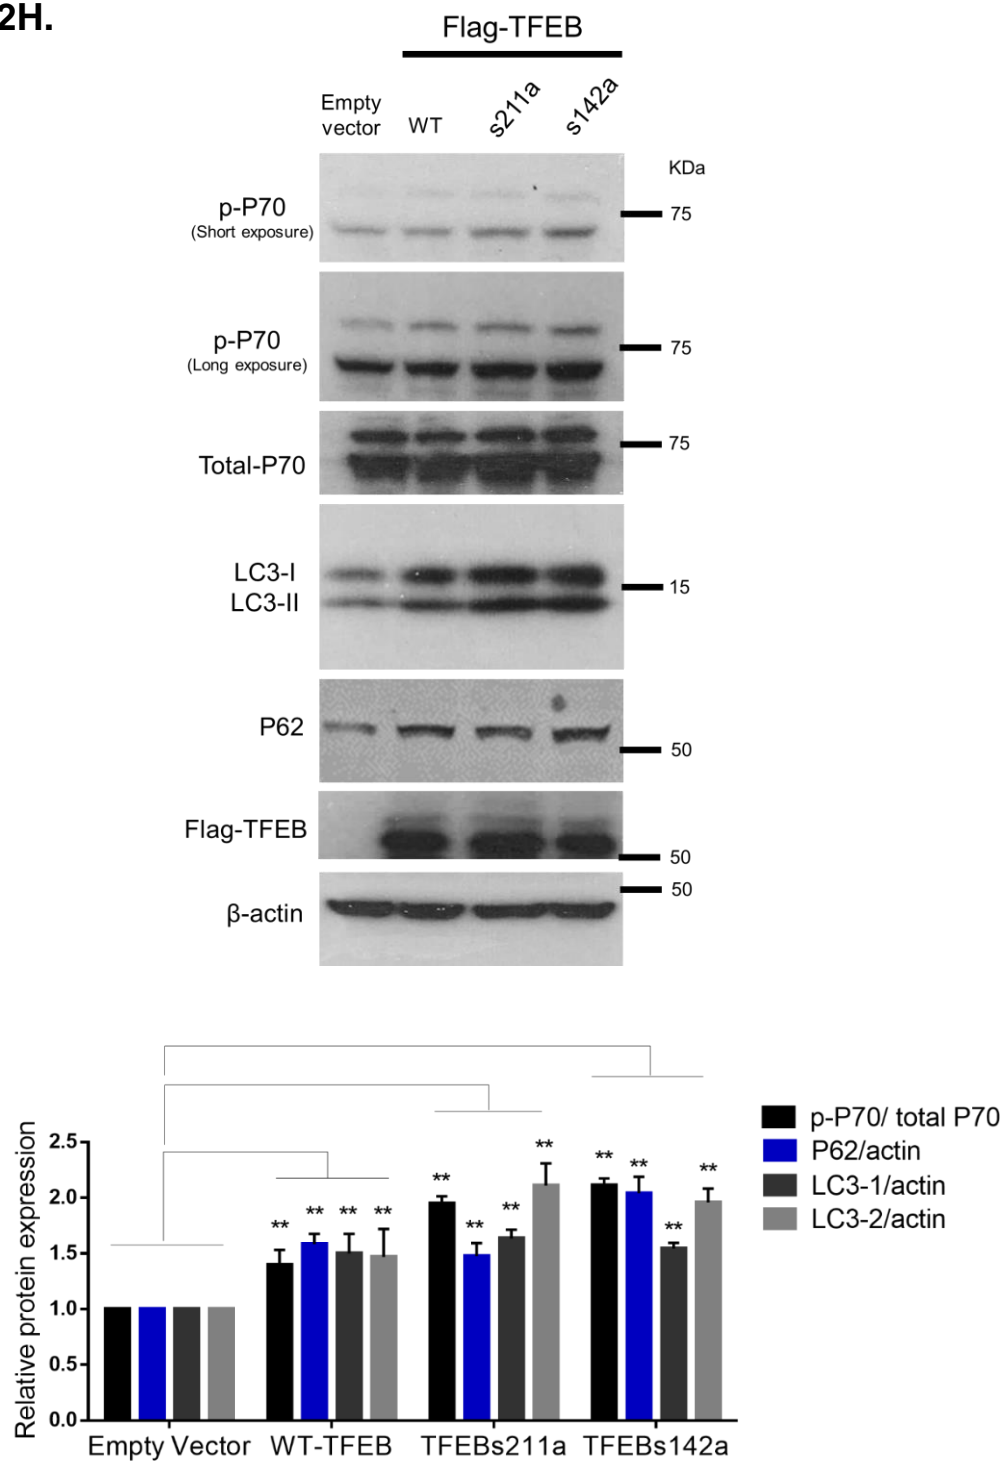 2H.
Flag-TFEB
Empty
vector
WT
s211a
s142a
KDa
p-P70
(Short exposure)
75
p-P70
(Long exposure)
75
Total-P70
75
LC3-I
LC3-II
15
P62
50
Flag-TFEB
50
β-actin
50
Relative protein expression
2.5
2.0
1.5
1.0
0.5
0.0
** ** ** **
** ** ** **
** ** ** **
Empty Vector
WT-TFEB
TFEBs211a
TFEBs142a
p-P70/ total P70
P62/actin
LC3-1/actin
LC3-2/actin